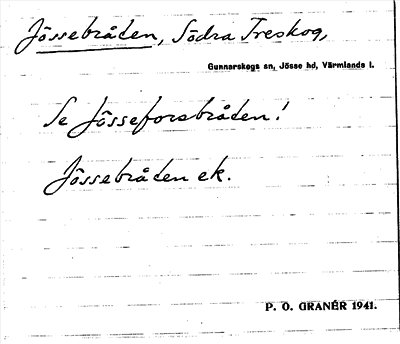 Jössebråten, Södra Treskog,
Gunnarskogs sn, Jösse hd, Värmlands l.
Se Jösseforsbråten!
Jössebråten ek.
P. O. GRANÉR 1941.